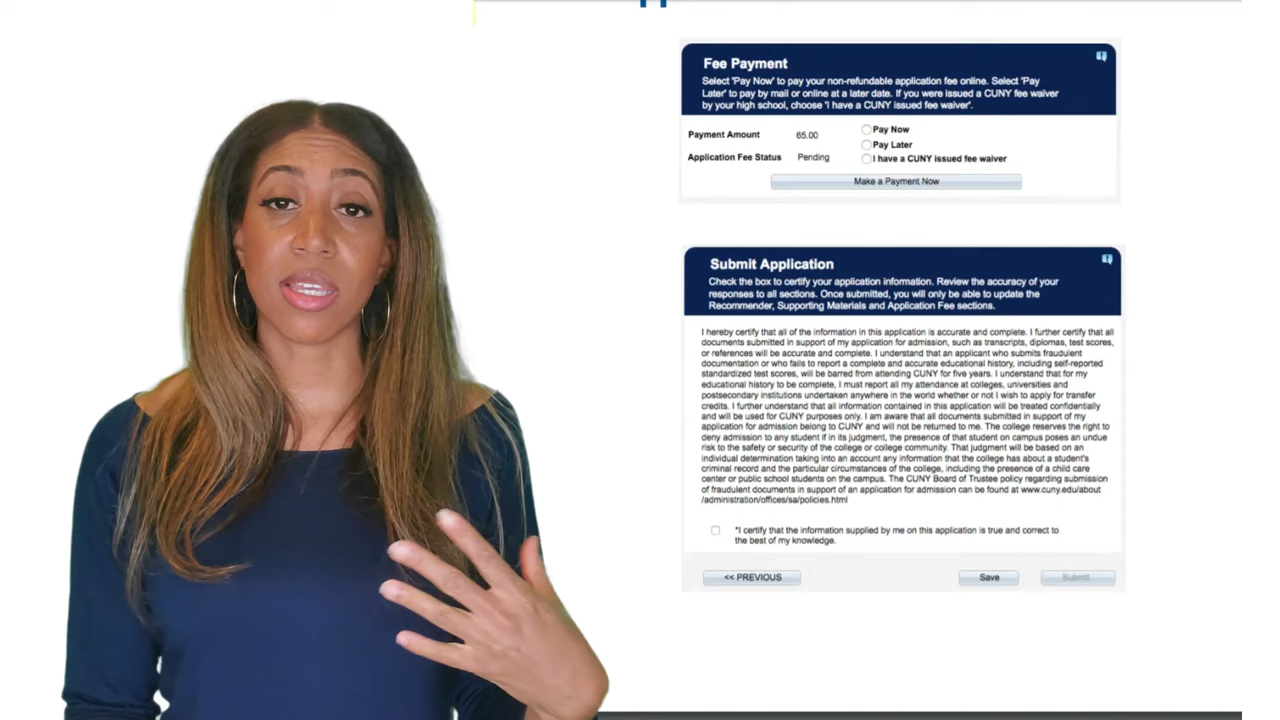 Fee Payment
Select 'Pay Now' to pay your non-refundable application fee online. Select 'Pay
Later' to pay by mail or online at a later date. If you were issued a CUNY fee waiver
by your high school, choose 'I have a CUNY issued fee waiver'.
Payment Amount 65.00 Pay Now
Pay Later
Application Fee Status Pending I have a CUNY issued fee waiver
Make a Payment Now
Submit Application
Check the box to certify your application information. Review the accuracy of your
responses to all sections. Once submitted, you will only be able to update the
Recommender, Supporting Materials and Application Fee sections.
I hereby certify that all of the information in this application is accurate and complete. I further certify that all
documents submitted in support of my application for admission, such as transcripts, diplomas, test scores,
or references will be accurate and complete. I understand that an applicant who submits fraudulent
documentation or who fails to report a complete and accurate educational history, including self-reported
standardized test scores, will be barred from attending CUNY for five years. I understand that for my
educational history to be complete, I must report all my attendance at colleges, universities and
postsecondary institutions undertaken anywhere in the world whether or not I wish to apply for transfer
credits. I further understand that all information contained in this application will be treated confidentially
and will be used for CUNY purposes only. I am aware that all documents submitted in support of my
application for admission belong to CUNY and will not be returned to me. The college reserves the right to
deny admission to any student if in its judgment, the presence of that student on campus poses an undue
risk to the safety or security of the college or college community. That judgment will be based on an
individual determination taking into an account any information that the college has about a student's
criminal record and the particular circumstances of the college, including the presence of a child care
center or public school students on the campus. The CUNY Board of Trustee policy regarding submission
of fraudulent documents in support of an application for admission can be found at www.cuny.edu/about
/administration/offices/sa/policies.html
*I certify that the information supplied by me on this application is true and correct to
the best of my knowledge.
<< PREVIOUS Save Submit